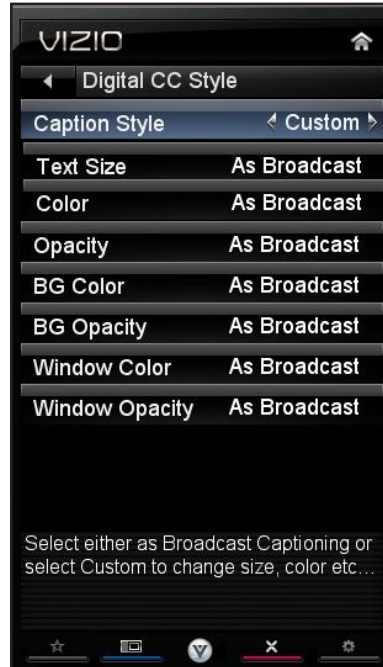 VIZIO
Digital CC Style
Caption Style Custom
Text Size As Broadcast
Color As Broadcast
Opacity As Broadcast
BG Color As Broadcast
BG Opacity As Broadcast
Window Color As Broadcast
Window Opacity As Broadcast
Select either as Broadcast Captioning or
select Custom to change size, color etc...
V